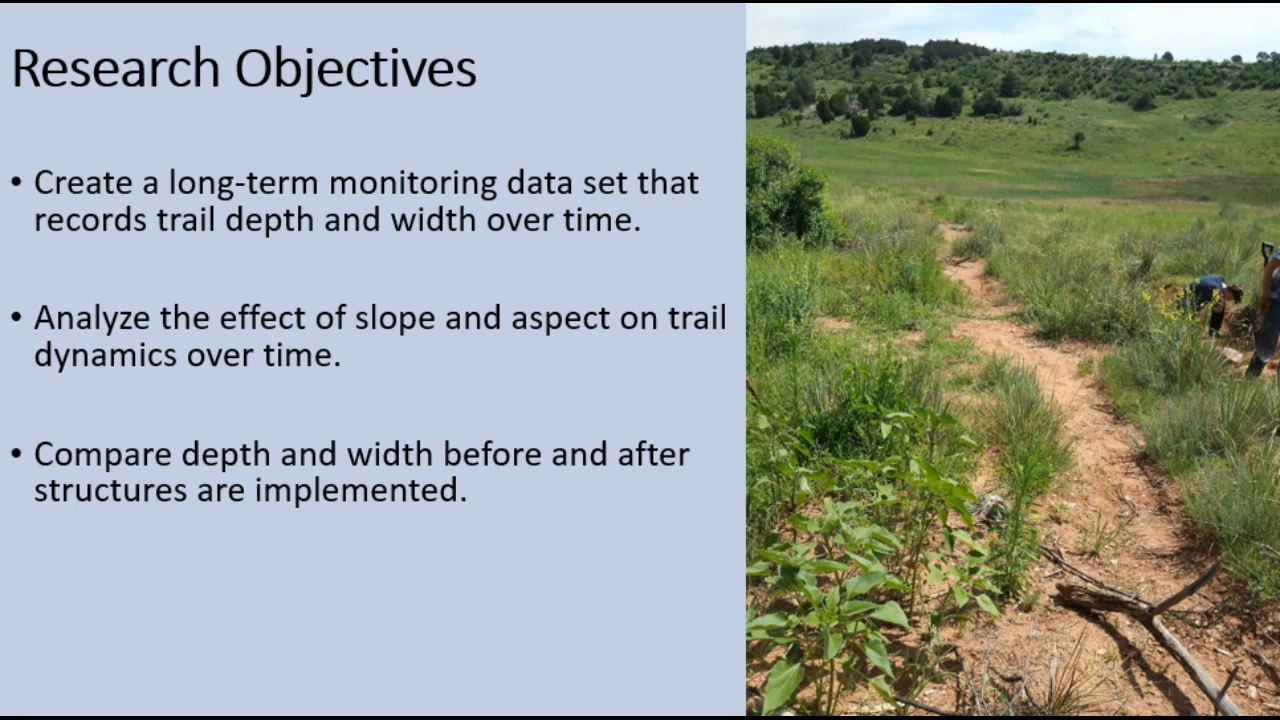 Research Objectives
• Create a long-term monitoring data set that
records trail depth and width over time.
• Analyze the effect of slope and aspect on trail
dynamics over time.
• Compare depth and width before and after
structures are implemented.